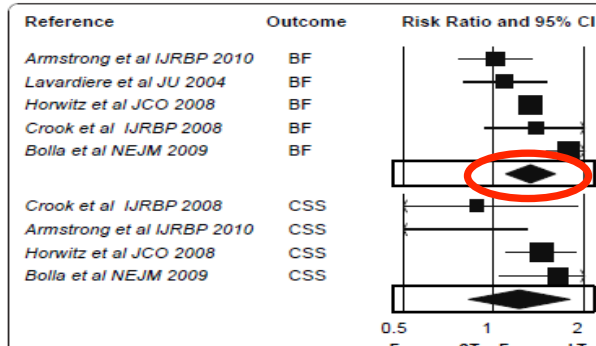 Reference Outcome Risk Ratio and 95% CI
Armstrong et al IJRBP 2010 BF
Lavardiere et al JU 2004 BF
Horwitz et al JCO 2008 BF
Crook et al IJRBP 2008 BF
Bolla et al NEJM 2009 BF
Crook et al IJRBP 2008 CSS
Armstrong et al IJRBP 2010 CSS
Horwitz et al JCO 2008 CSS
Bolla et al NEJM 2009 CSS
0.5 1 2